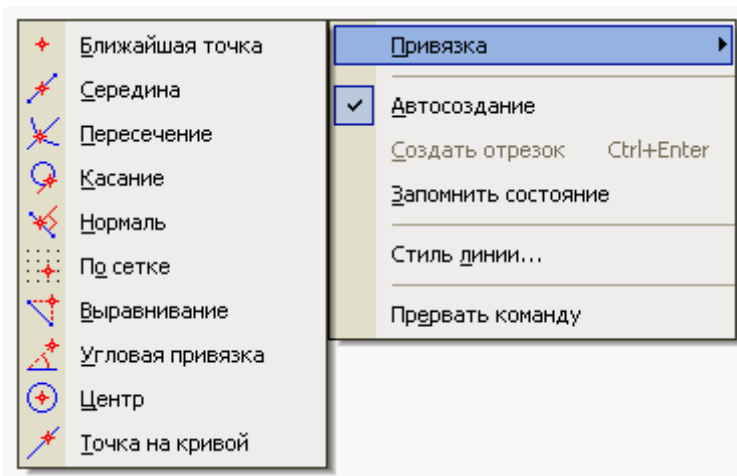 Ближайшая точка
Середина
Пересечение
Касание
Нормаль
По сетке
Выравнивание
Угловая привязка
Центр
Точка на кривой
Привязка
Автосоздание
Создать отрезок Ctrl+Enter
Запомнить состояние
Стиль линии...
Прервать команду